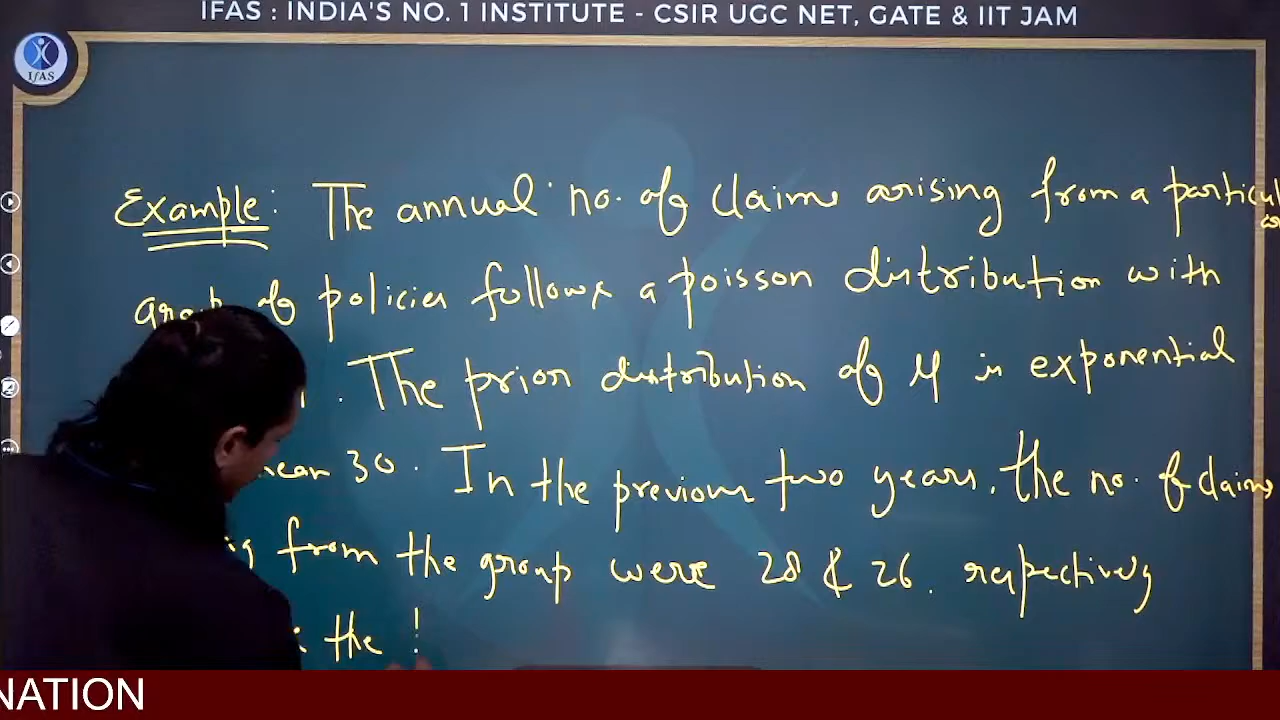 IFAS : INDIA'S NO. 1 INSTITUTE - CSIR UGC NET, GATE & IIT JAM
IFAS
Example: The annual no. of claims arising from a
of policies follows a poisson distribution with
. The prior distribution of μ is exponential
30. In the previous two years, the no. of claims
from the group were 28 & 26. respectively
the
NATION